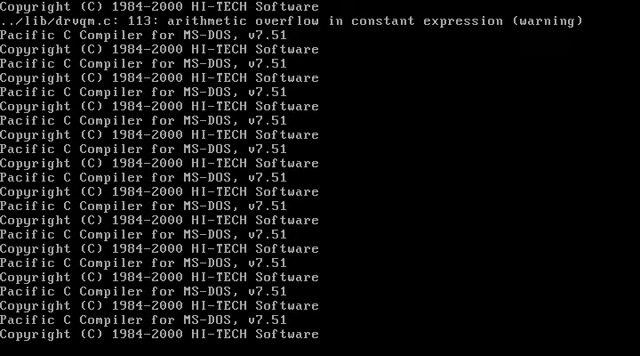 Copyright (C) 1984-2000 HI-TECH Software
../lib/drvqm.c: 113: arithmetic overflow in constant expression (warning)
Pacific C Compiler for MS-DOS, v7.51
Copyright (C) 1984-2000 HI-TECH Software
Pacific C Compiler for MS-DOS, v7.51
Copyright (C) 1984-2000 HI-TECH Software
Pacific C Compiler for MS-DOS, v7.51
Copyright (C) 1984-2000 HI-TECH Software
Pacific C Compiler for MS-DOS, v7.51
Copyright (C) 1984-2000 HI-TECH Software
Pacific C Compiler for MS-DOS, v7.51
Copyright (C) 1984-2000 HI-TECH Software
Pacific C Compiler for MS-DOS, v7.51
Copyright (C) 1984-2000 HI-TECH Software
Pacific C Compiler for MS-DOS, v7.51
Copyright (C) 1984-2000 HI-TECH Software
Pacific C Compiler for MS-DOS, v7.51
Copyright (C) 1984-2000 HI-TECH Software
Pacific C Compiler for MS-DOS, v7.51
Copyright (C) 1984-2000 HI-TECH Software
Pacific C Compiler for MS-DOS, v7.51
Copyright (C) 1984-2000 HI-TECH Software
Pacific C Compiler for MS-DOS, v7.51
Copyright (C) 1984-2000 HI-TECH Software